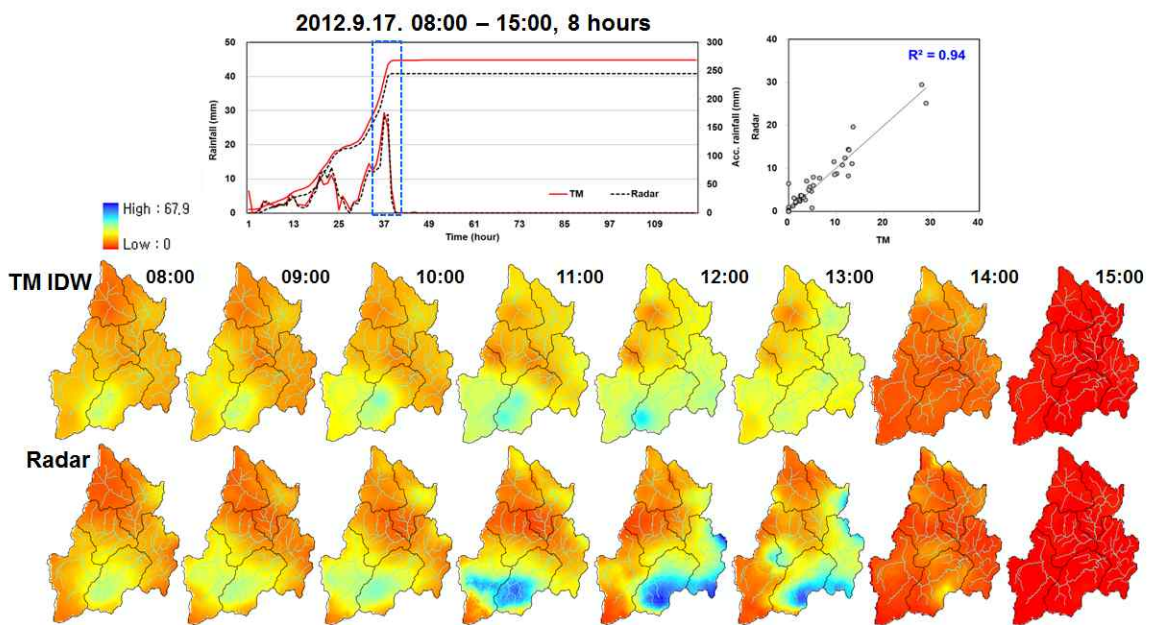 2012.9.17. 08:00 – 15:00, 8 hours
50
40
30
20
10
0
Rainfall (mm)
300
250
200
150
100
50
0
Acc. rainfall (mm)
TM
Radar
1 13 25 37 49 61 73 85 97 109
Time (hour)
R² = 0.94
40
30
20
10
0
Radar
0 10 20 30 40
TM
High : 67.9
Low : 0
TM IDW
08:00 09:00 10:00 11:00 12:00 13:00 14:00 15:00
Radar